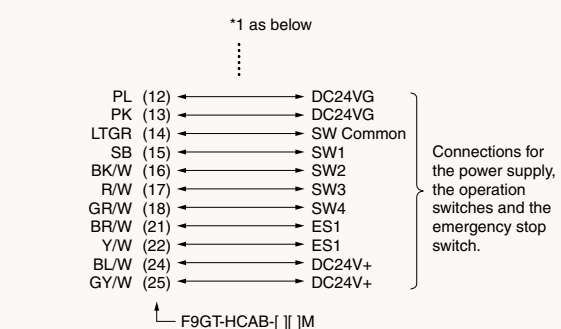 *1 as below
PL (12) DC24VG
PK (13) DC24VG
LTGR (14) SW Common
SB (15) SW1
BK/W (16) SW2
R/W (17) SW3
GR/W (18) SW4
BR/W (21) ES1
Y/W (22) ES1
BL/W (24) DC24V+
GY/W (25) DC24V+
Connections for
the power supply,
the operation
switches and the
emergency stop
switch.
F9GT-HCAB-[ ][ ]M